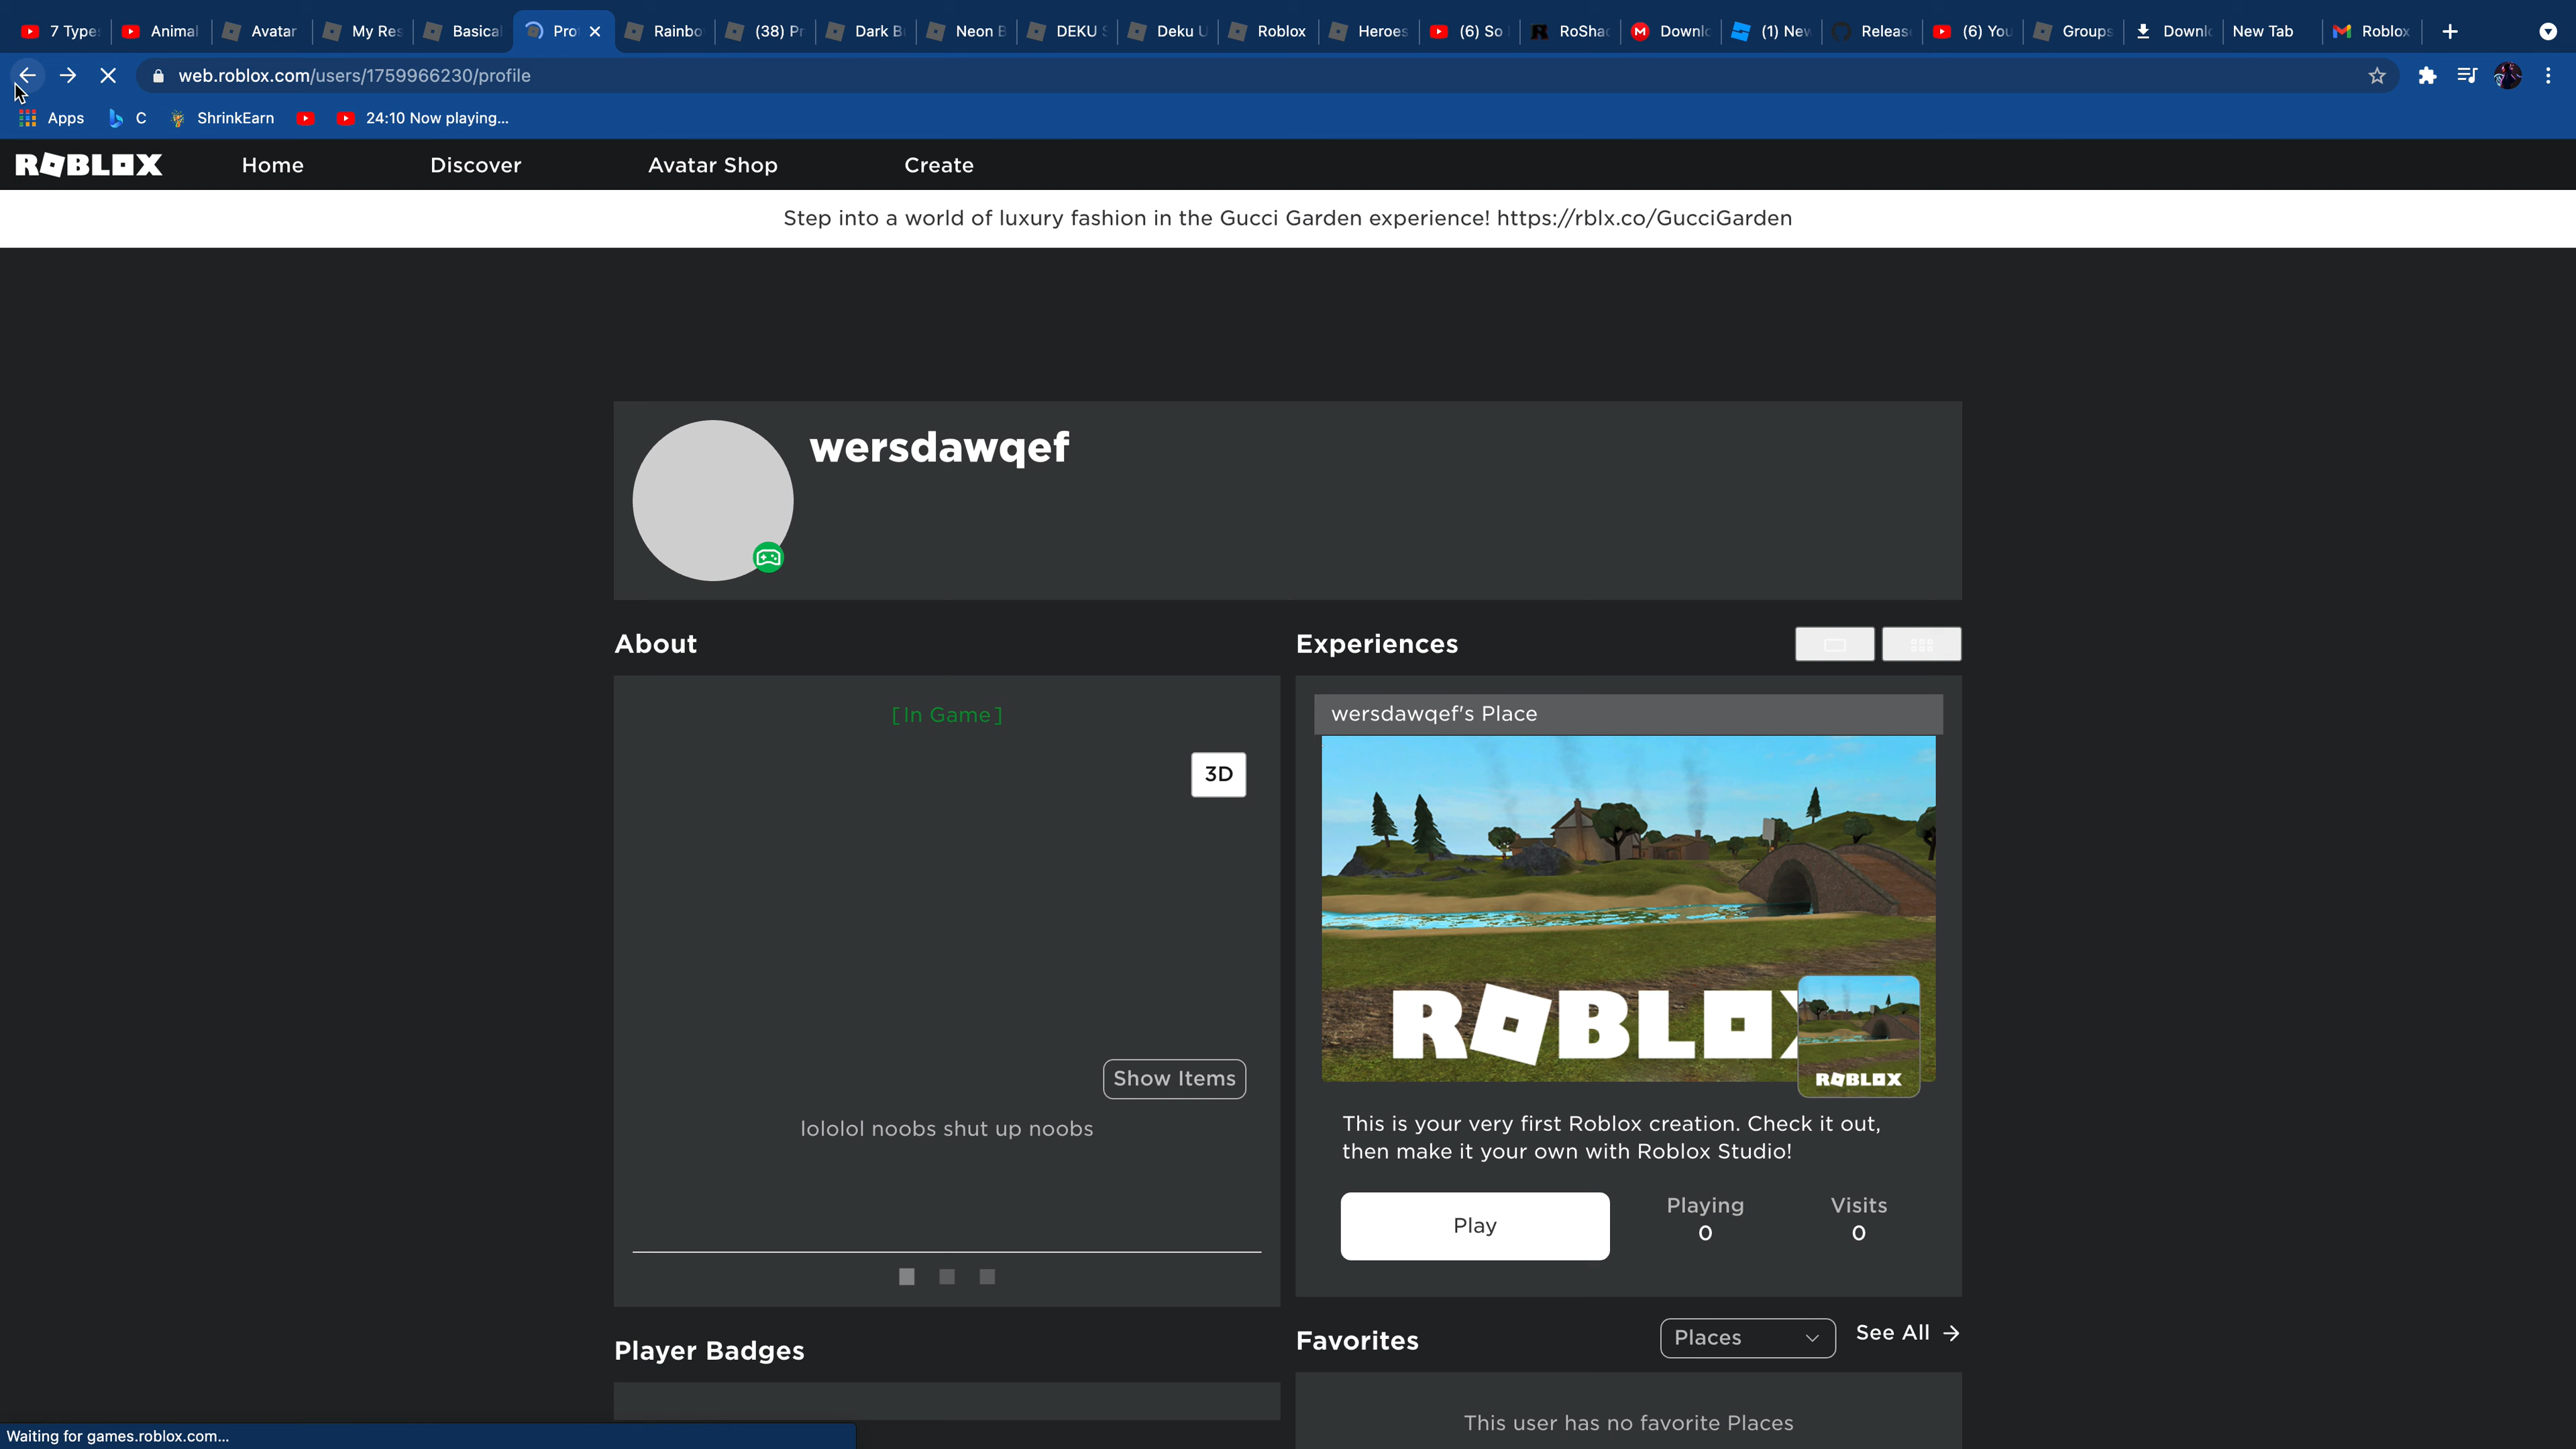 7 Types Animal Avatar My Res Basical Prof Rainbo (38) Pr Dark B Neon B DEKU S Deku U Roblox Heroes (6) So RoShad Downlo (1) New Releas (6) You Groups Downlo New Tab Roblox
web.roblox.com/users/1759966230/profile
Apps C ShrinkEarn 24:10 Now playing...
ROBLOX Home Discover Avatar Shop Create
Step into a world of luxury fashion in the Gucci Garden experience! https://rblx.co/GucciGarden
wersdawqef
About
[In Game]
3D
Show Items
lololol noobs shut up noobs
Player Badges
Experiences
wersdawqef's Place
ROBLOX
ROBLOX
This is your very first Roblox creation. Check it out,
then make it your own with Roblox Studio!
Play
Playing Visits
0 0
Favorites Places See All
This user has no favorite Places
Waiting for games.roblox.com...